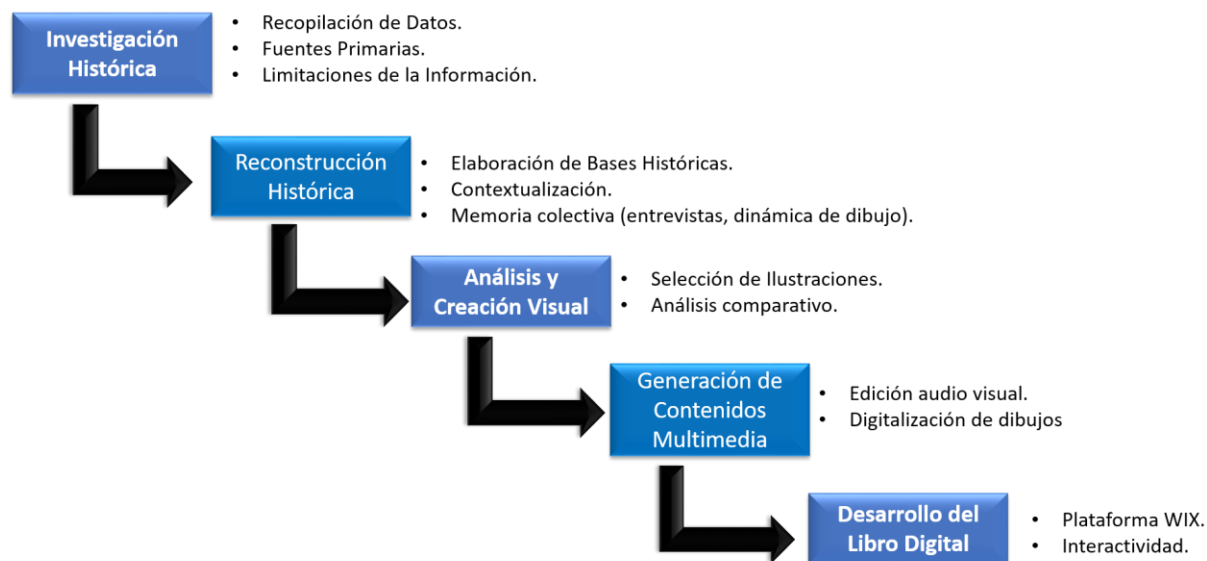 Investigación
Histórica
• Recopilación de Datos.
• Fuentes Primarias.
• Limitaciones de la Información.
Reconstrucción
Histórica
• Elaboración de Bases Históricas.
• Contextualización.
• Memoria colectiva (entrevistas, dinámica de dibujo).
Análisis y
Creación Visual
• Selección de Ilustraciones.
• Análisis comparativo.
Generación de
Contenidos
Multimedia
• Edición audio visual.
• Digitalización de dibujos
Desarrollo del
Libro Digital
• Plataforma WIX.
• Interactividad.